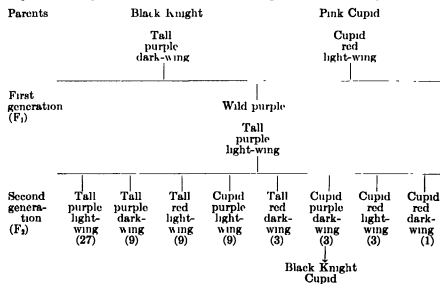 Parents Black Knight Pink Cupid
Tall Cupid
purple red
dark-wing light-wing
First
generation Wild purple
(F₁)
Tall
purple
light-wing
Second Tall Tall Tall Cupid Tall Cupid Cupid Cupid
genera- purple purple red purple red purple red red
tion light- dark- light- light- dark- dark- light- dark-
(F₂) wing wing wing wing wing wing wing wing
(27) (9) (9) (9) (3) (3) (3) (1)
Black Knight
Cupid